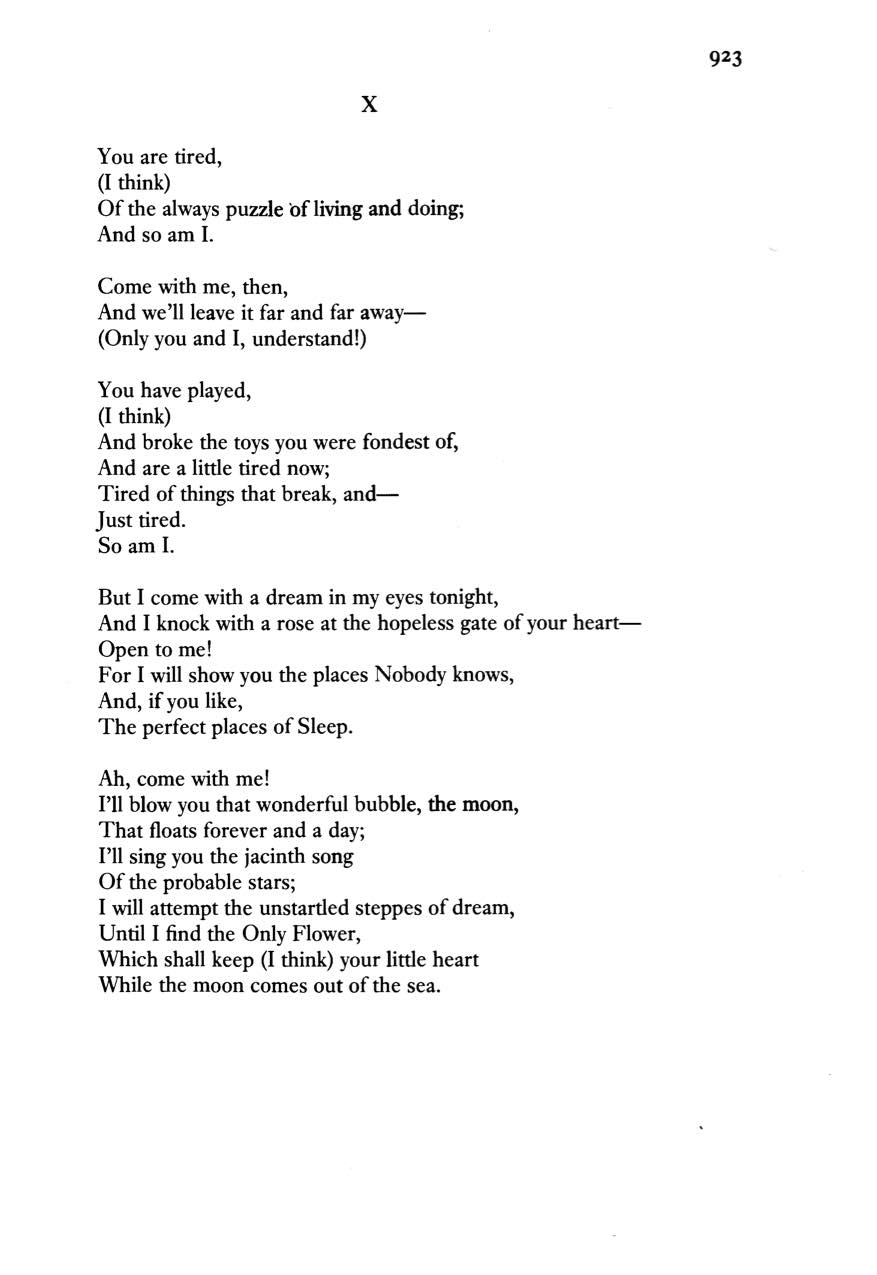 923
X
You are tired,
(I think)
Of the always puzzle of living and doing;
And so am I.
Come with me, then,
And we'll leave it far and far away—
(Only you and I, understand!)
You have played,
(I think)
And broke the toys you were fondest of,
And are a little tired now;
Tired of things that break, and—
Just tired.
So am I.
But I come with a dream in my eyes tonight,
And I knock with a rose at the hopeless gate of your heart—
Open to me!
For I will show you the places Nobody knows,
And, if you like,
The perfect places of Sleep.
Ah, come with me!
I'll blow you that wonderful bubble, the moon,
That floats forever and a day;
I'll sing you the jacinth song
Of the probable stars;
I will attempt the unstartled steppes of dream,
Until I find the Only Flower,
Which shall keep (I think) your little heart
While the moon comes out of the sea.